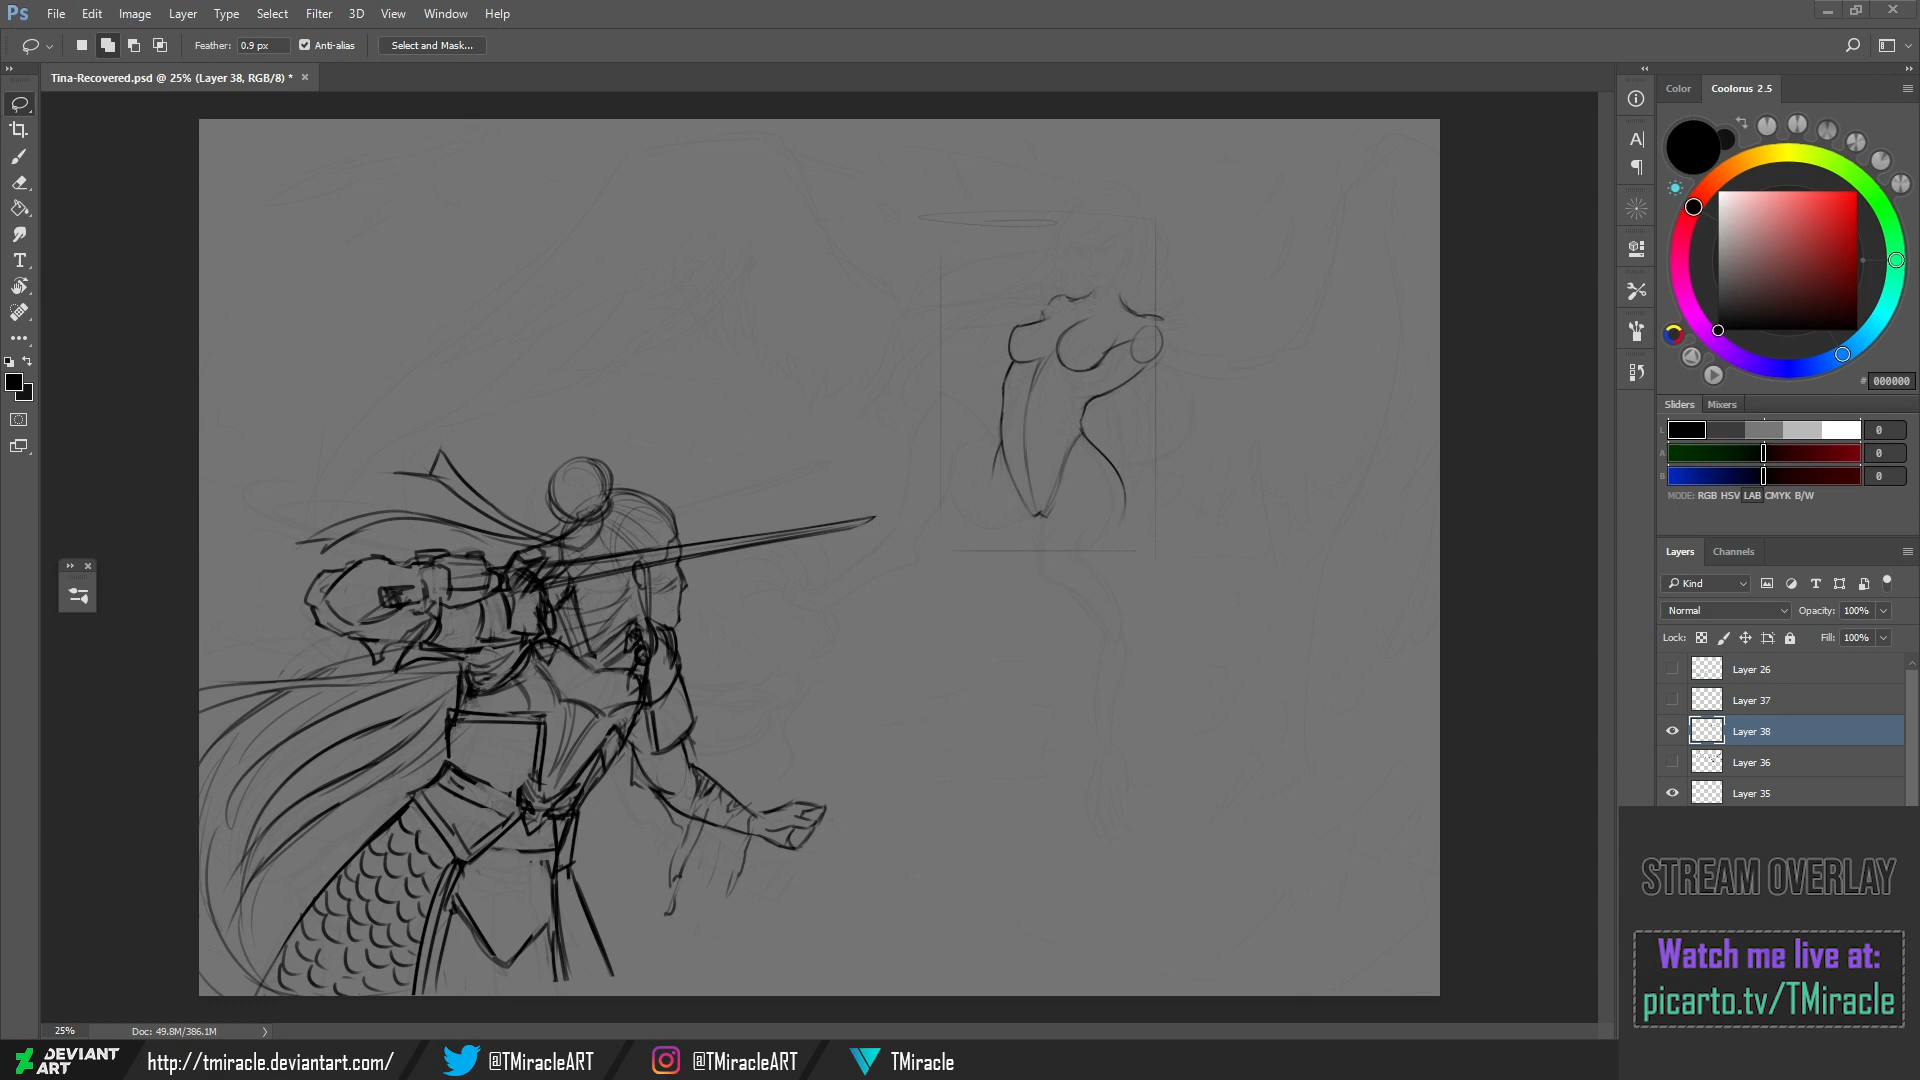 Ps File Edit Image Layer Type Select Filter 3D View Window Help
Feather: 0.9 px Anti-alias Select and Mask...
Tina-Recovered.psd @ 25% (Layer 38, RGB/8) *
Color Coolorus 2.5
# 000000
Sliders Mixers
L 0
A 0
B 0
MODE: RGB HSV LAB CMYK B/W
Layers Channels
Kind
Normal Opacity: 100%
Lock: Fill: 100%
Layer 26
Layer 37
Layer 38
Layer 36
Layer 35
STREAM OVERLAY
Watch me live at:
picarto.tv/TMiracle
25% Doc: 49.8M/386.1M
DEVIANT ART http://tmiracle.deviantart.com/ @TMiracleART @TMiracleART TMiracle